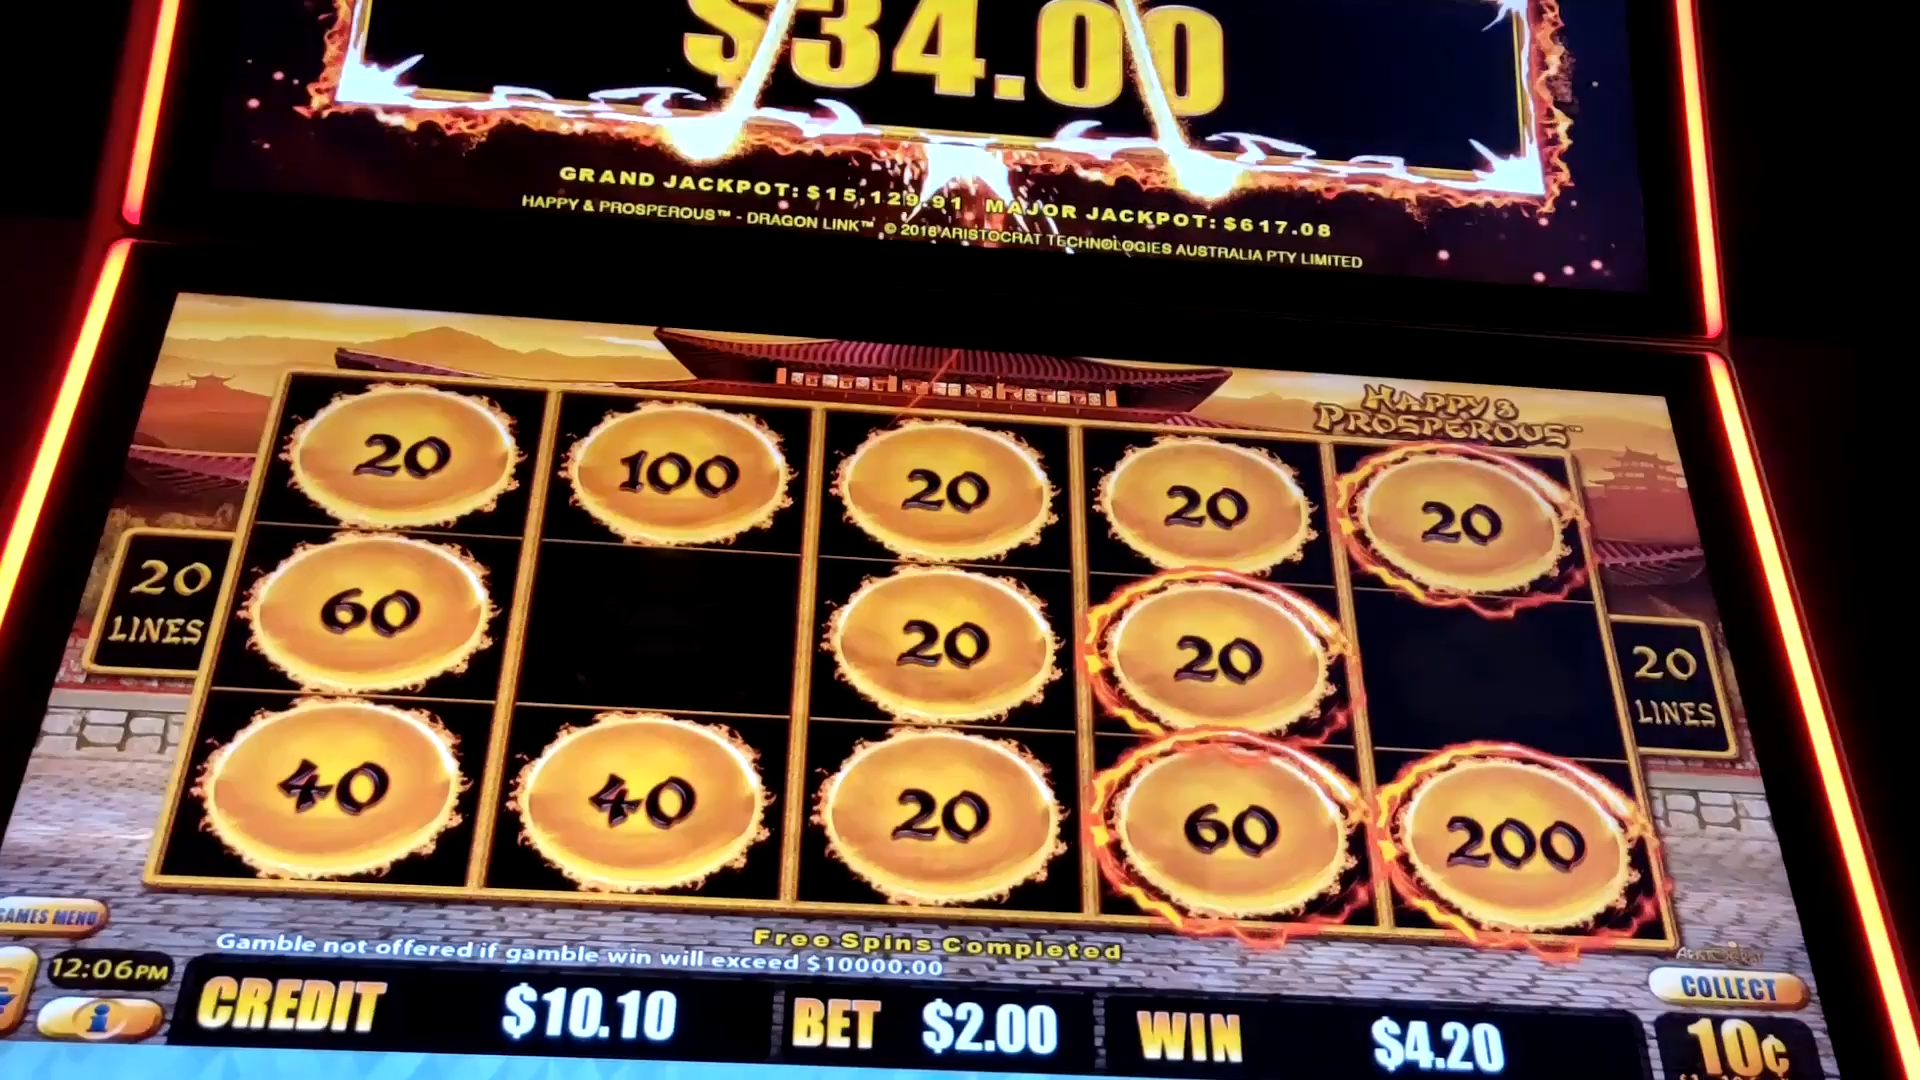 $34.00
GRAND JACKPOT: $15,129.91 MAJOR JACKPOT: $617.08
HAPPY & PROSPEROUS™ - DRAGON LINK™ © 2016 ARISTOCRAT TECHNOLOGIES AUSTRALIA PTY LIMITED
HAPPY &
PROSPEROUS™
20 100 20 20 20
20
LINES
60 20 20
20
LINES
40 40 20 60 200
GAMES MENU
Free Spins Completed
Gamble not offered if gamble win will exceed $10000.00
ARISTOCRAT
12:06PM
COLLECT
i
CREDIT $10.10 BET $2.00 WIN $4.20
10¢